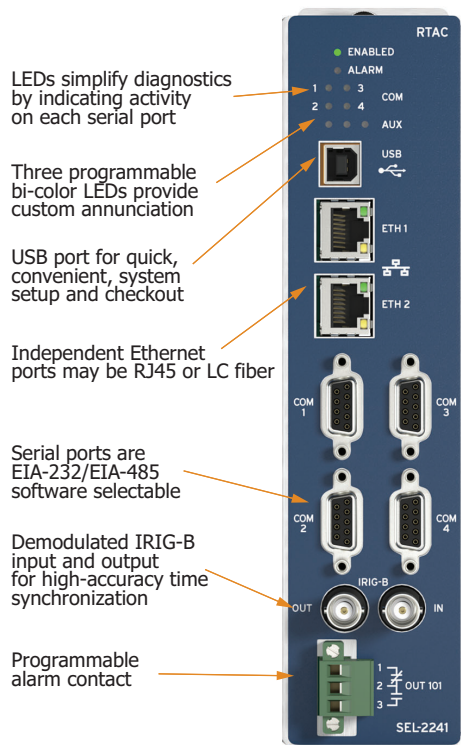 RTAC
ENABLED
ALARM
LEDs simplify diagnostics
by indicating activity
on each serial port
1 3
COM
2 4
AUX
Three programmable
bi-color LEDs provide
custom annunciation
USB
ETH 1
USB port for quick,
convenient, system
setup and checkout
ETH 2
Independent Ethernet
ports may be RJ45 or LC fiber
COM
1
COM
3
Serial ports are
EIA-232/EIA-485
software selectable
COM
2
COM
4
Demodulated IRIG-B
input and output
for high-accuracy time
synchronization
IRIG-B
OUT
IN
Programmable
alarm contact
1
2
3
OUT 101
SEL-2241